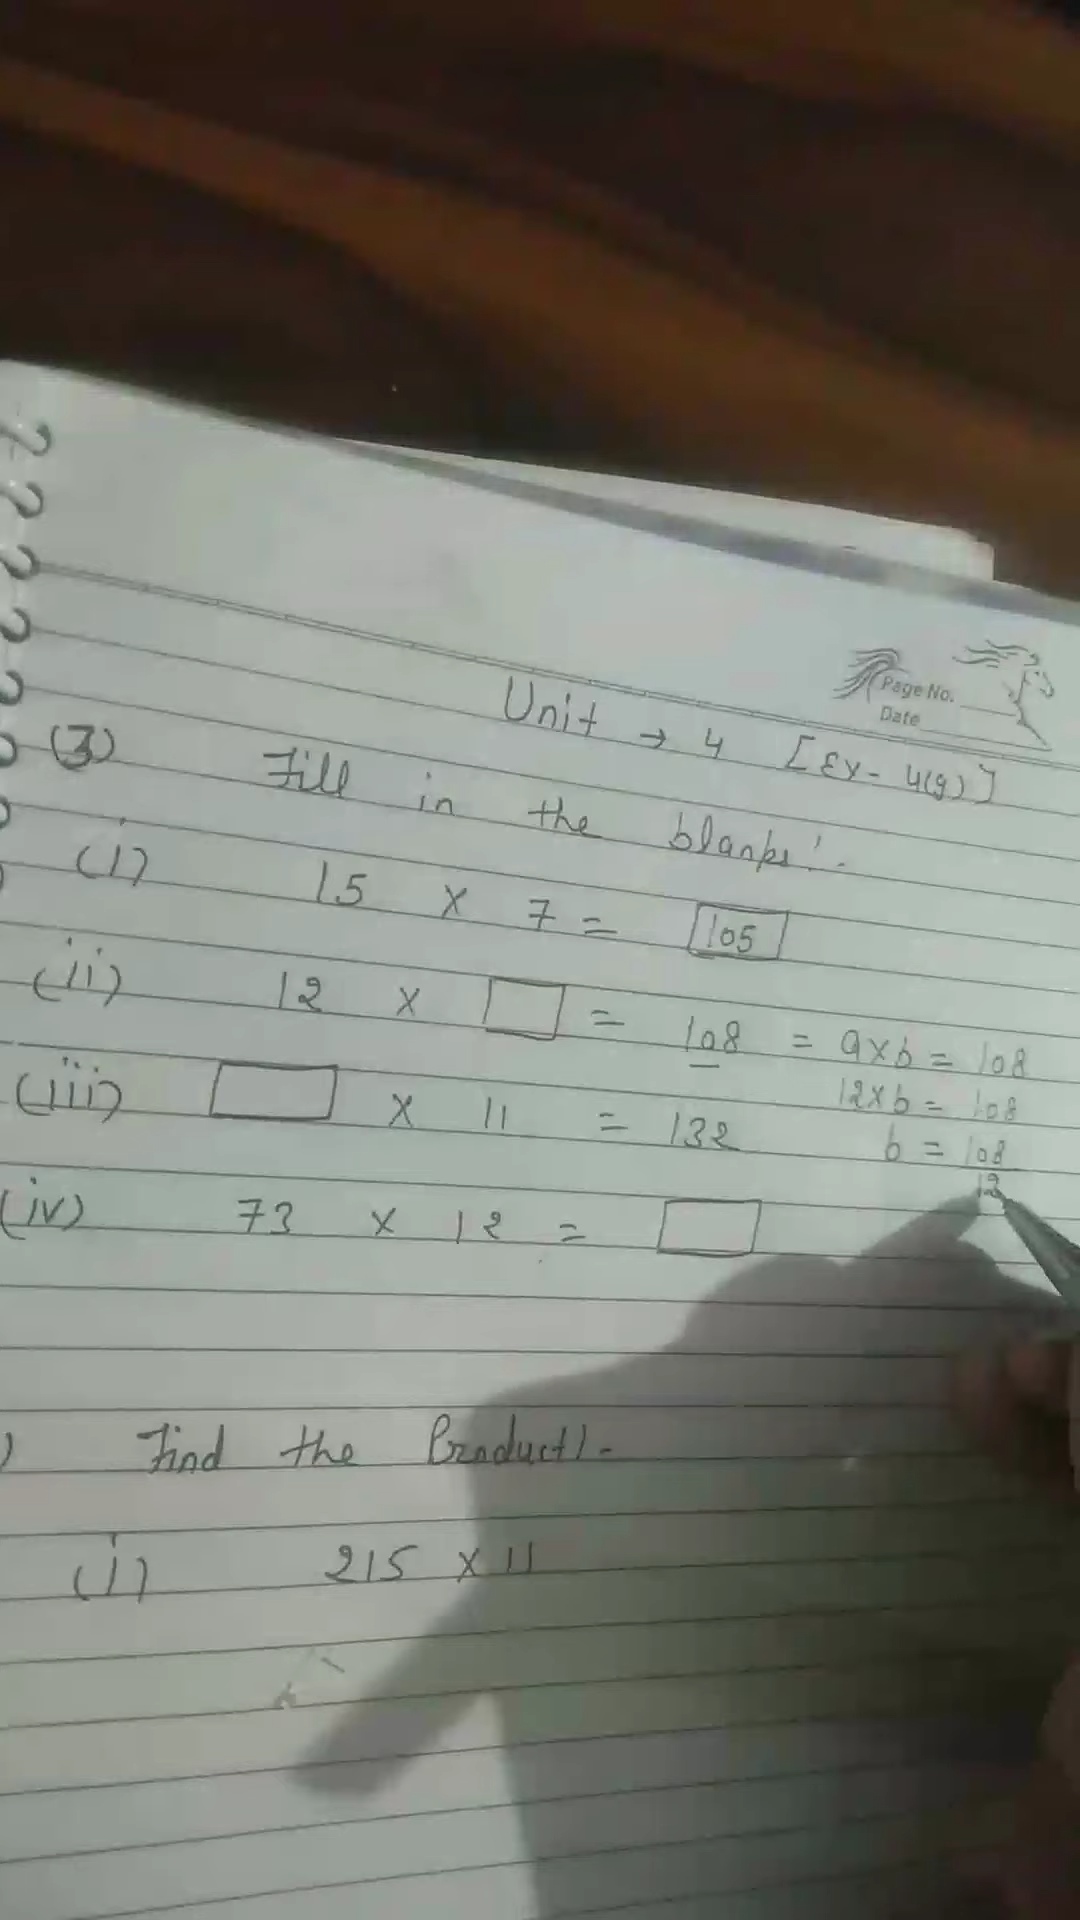 Page No.
Date
Unit → 4 [Ex- 4(g)]
(3) Fill in the blanks:-
(i) 15 x 7 = 105
(ii) 12 x = 108 = a x b = 108
12 x b = 108
(iii) x 11 = 132 b = 108
12
(iv) 73 x 12 =
) Find the Product:-
(i) 215 x 11